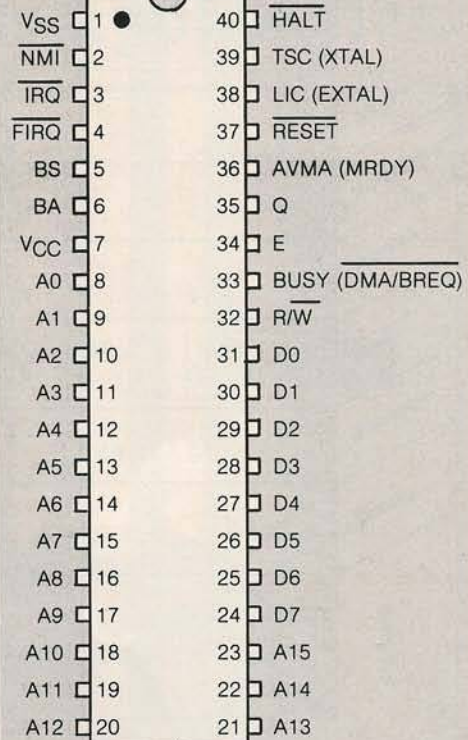 VSS 1 40 HALT
NMI 2 39 TSC (XTAL)
IRQ 3 38 LIC (EXTAL)
FIRQ 4 37 RESET
BS 5 36 AVMA (MRDY)
BA 6 35 Q
VCC 7 34 E
A0 8 33 BUSY (DMA/BREQ)
A1 9 32 R/W
A2 10 31 D0
A3 11 30 D1
A4 12 29 D2
A5 13 28 D3
A6 14 27 D4
A7 15 26 D5
A8 16 25 D6
A9 17 24 D7
A10 18 23 A15
A11 19 22 A14
A12 20 21 A13